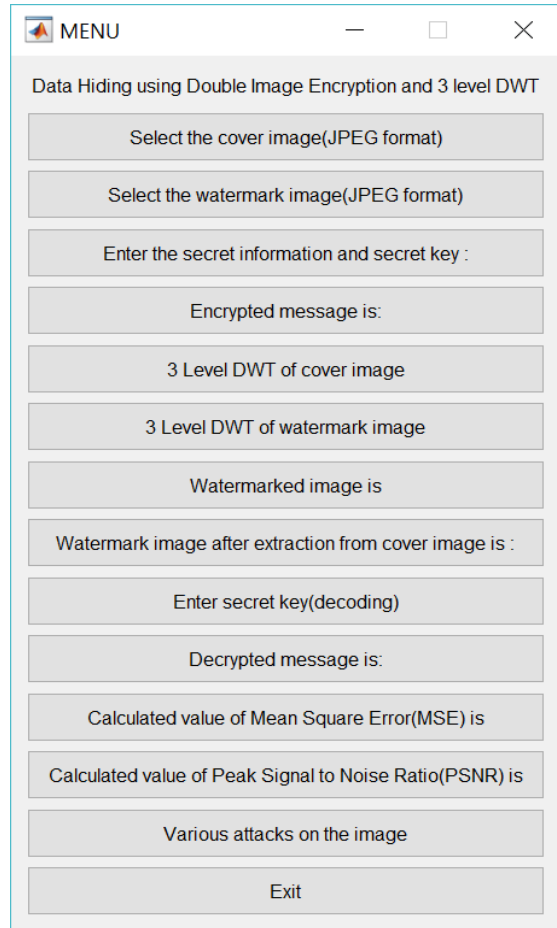 MENU
Data Hiding using Double Image Encryption and 3 level DWT
Select the cover image(JPEG format)
Select the watermark image(JPEG format)
Enter the secret information and secret key :
Encrypted message is:
3 Level DWT of cover image
3 Level DWT of watermark image
Watermarked image is
Watermark image after extraction from cover image is :
Enter secret key(decoding)
Decrypted message is:
Calculated value of Mean Square Error(MSE) is
Calculated value of Peak Signal to Noise Ratio(PSNR) is
Various attacks on the image
Exit